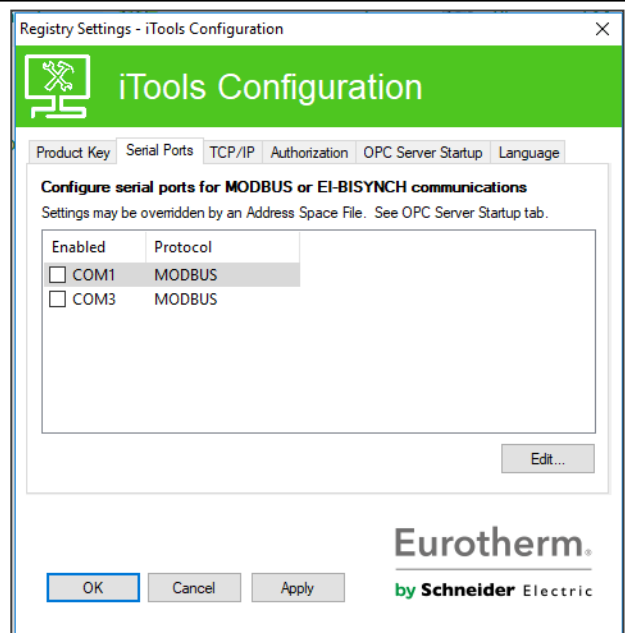 Registry Settings - iTools Configuration
iTools Configuration
Product Key Serial Ports TCP/IP Authorization OPC Server Startup Language
Configure serial ports for MODBUS or EI-BISYNCH communications
Settings may be overridden by an Address Space File. See OPC Server Startup tab.
Enabled Protocol
COM1 MODBUS
COM3 MODBUS
Edit...
Eurotherm.
by Schneider Electric
OK Cancel Apply